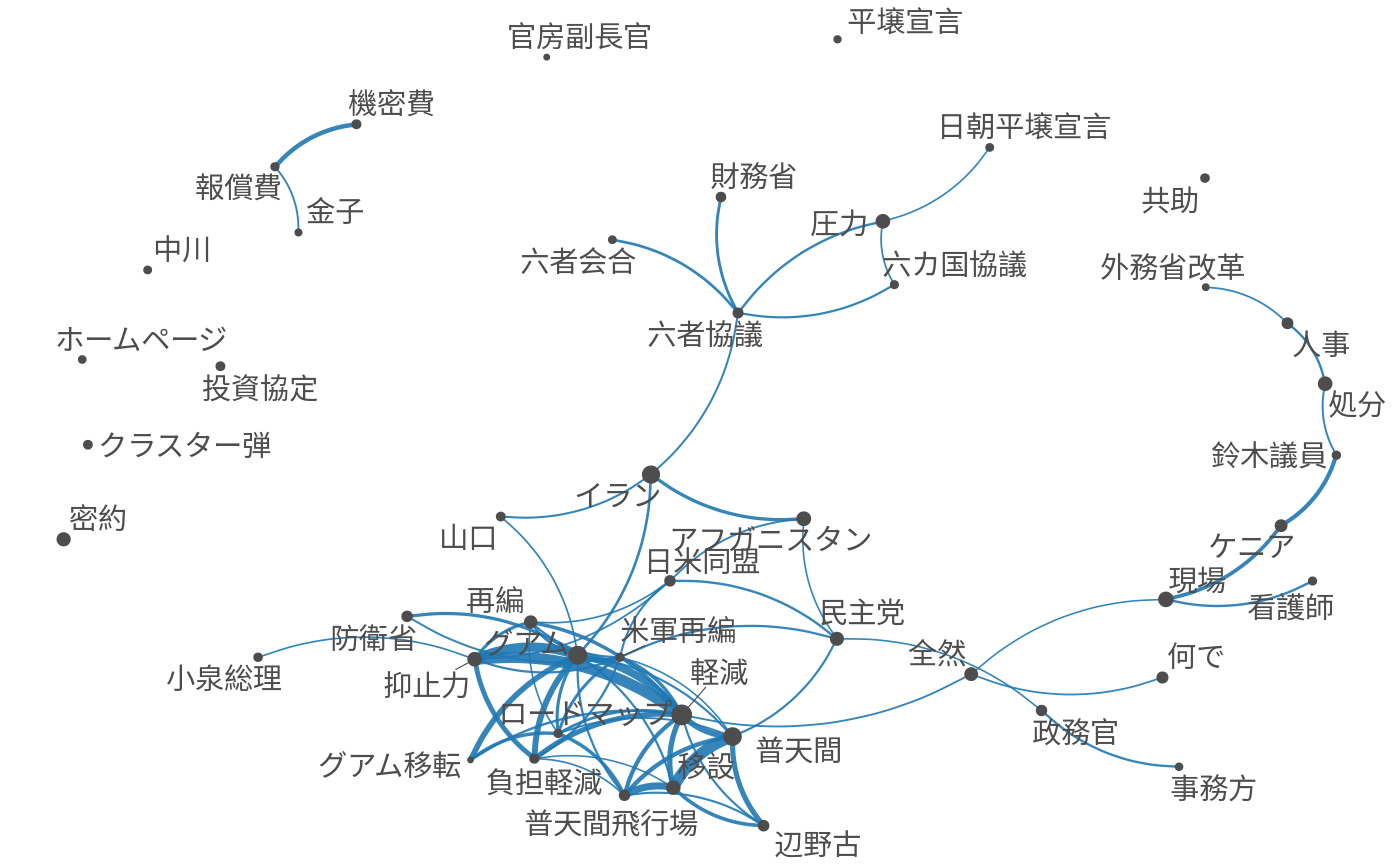 平壌宣言
官房副長官
機密費
日朝平壌宣言
財務省
報償費
共助
金子
圧力
中川
六者会合
六カ国協議
外務省改革
六者協議
ホームページ
人事
投資協定
処分
クラスター弾
鈴木議員
イラン
密約
山口
アフガニスタン
ケニア
日米同盟
現場
再編
看護師
民主党
防衛省
グアム
米軍再編
全然
何で
小泉総理
抑止力
軽減
ロードマップ
政務官
普天間
グアム移転
移設
負担軽減
事務方
普天間飛行場
辺野古